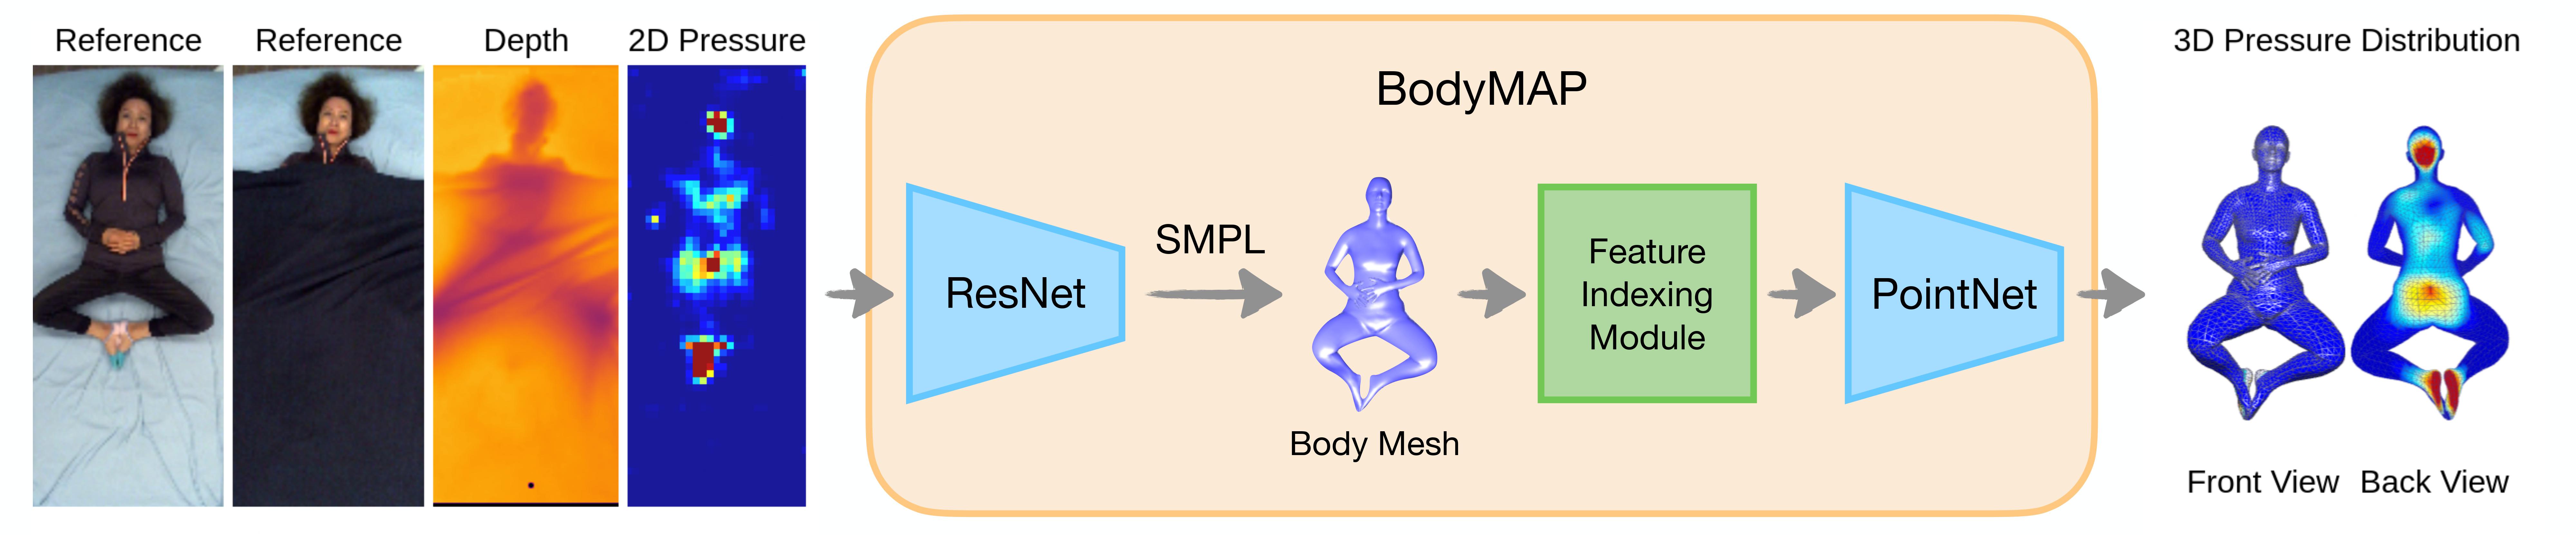 Reference
Reference
Depth
2D Pressure
BodyMAP
ResNet
SMPL
Body Mesh
Feature
Indexing
Module
PointNet
3D Pressure Distribution
Front View
Back View